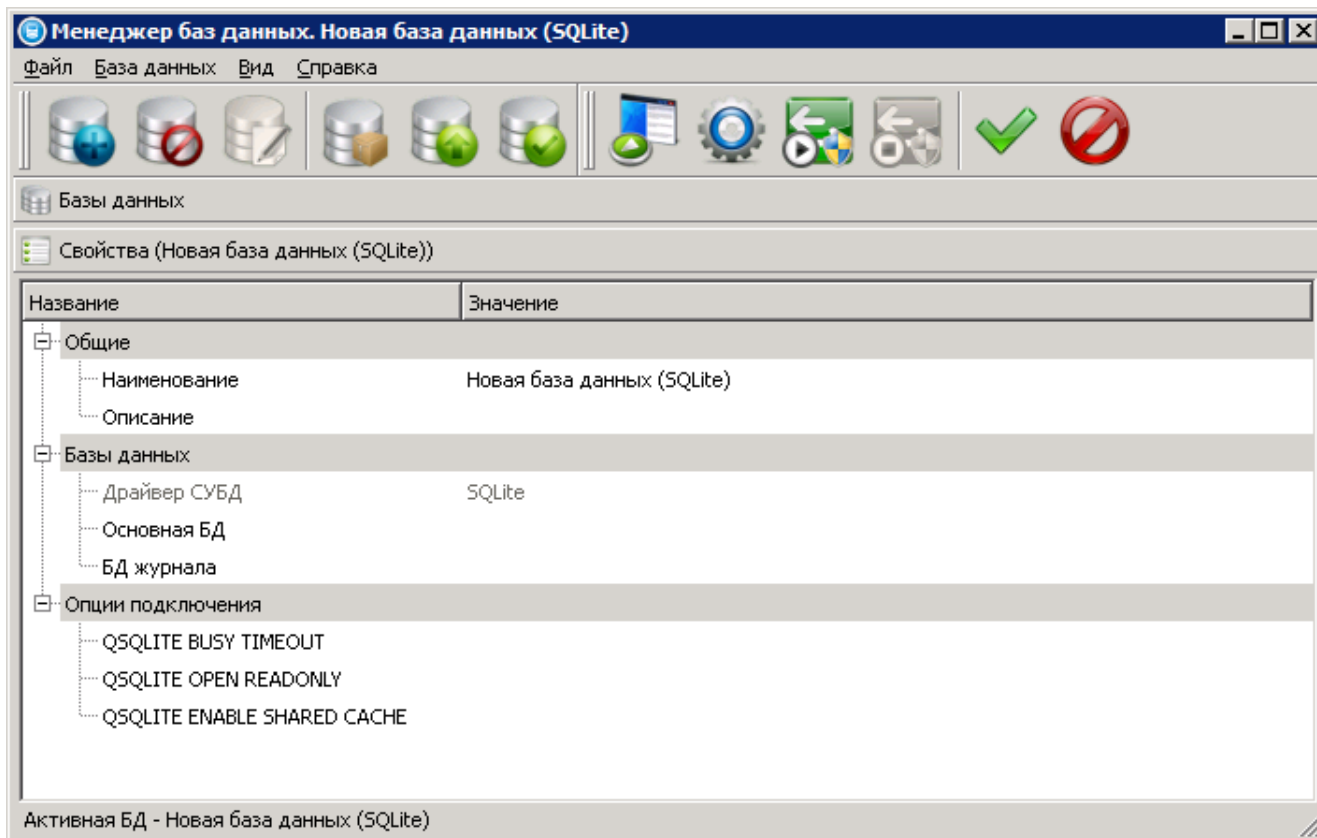 Менеджер баз данных. Новая база данных (SQLite)
Файл База данных Вид Справка
Базы данных
Свойства (Новая база данных (SQLite))
Название Значение
Общие
Наименование Новая база данных (SQLite)
Описание
Базы данных
Драйвер СУБД SQLite
Основная БД
БД журнала
Опции подключения
QSQLITE BUSY TIMEOUT
QSQLITE OPEN READONLY
QSQLITE ENABLE SHARED CACHE
Активная БД - Новая база данных (SQLite)